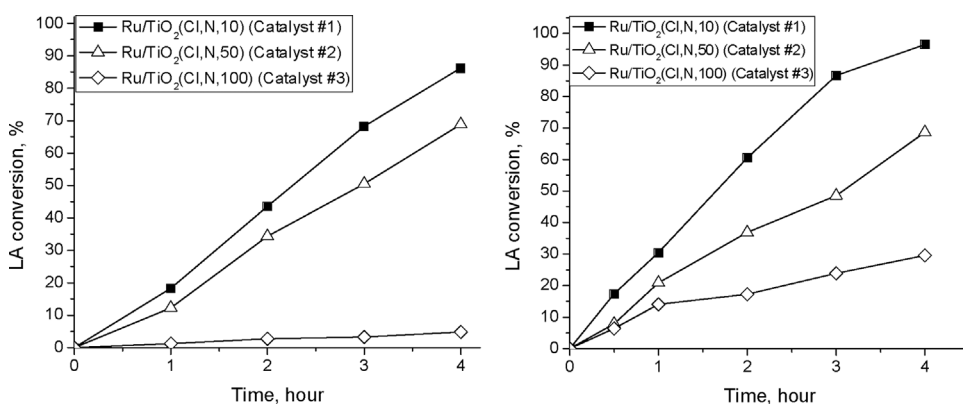 100
90
80
70
60
50
40
30
20
10
0
LA conversion, %
Ru/TiO₂(Cl,N,10) (Catalyst #1)
Ru/TiO₂(Cl,N,50) (Catalyst #2)
Ru/TiO₂(Cl,N,100) (Catalyst #3)
0 1 2 3 4
Time, hour
100
90
80
70
60
50
40
30
20
10
0
LA conversion, %
Ru/TiO₂(Cl,N,10) (Catalyst #1)
Ru/TiO₂(Cl,N,50) (Catalyst #2)
Ru/TiO₂(Cl,N,100) (Catalyst #3)
0 1 2 3 4
Time, hour